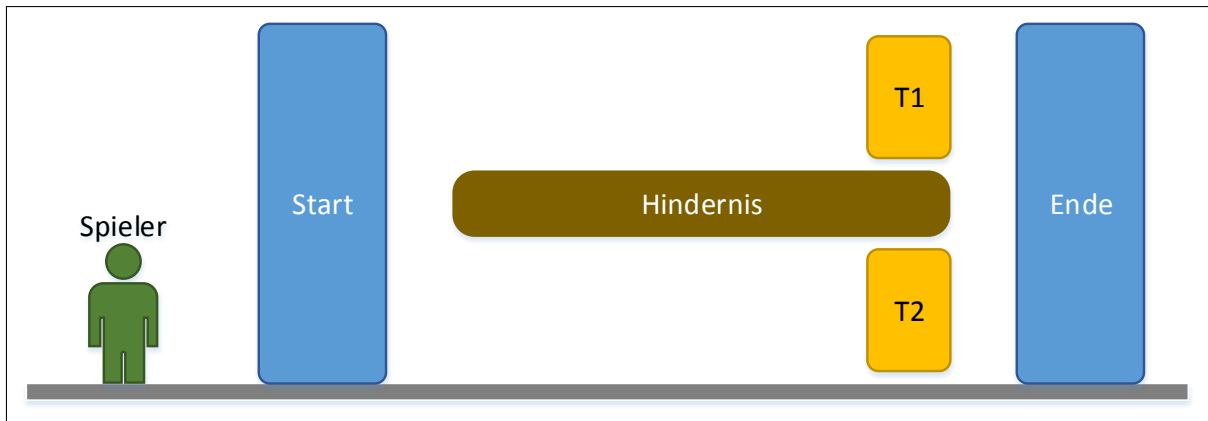 Spieler
Start
Hindernis
T1
T2
Ende